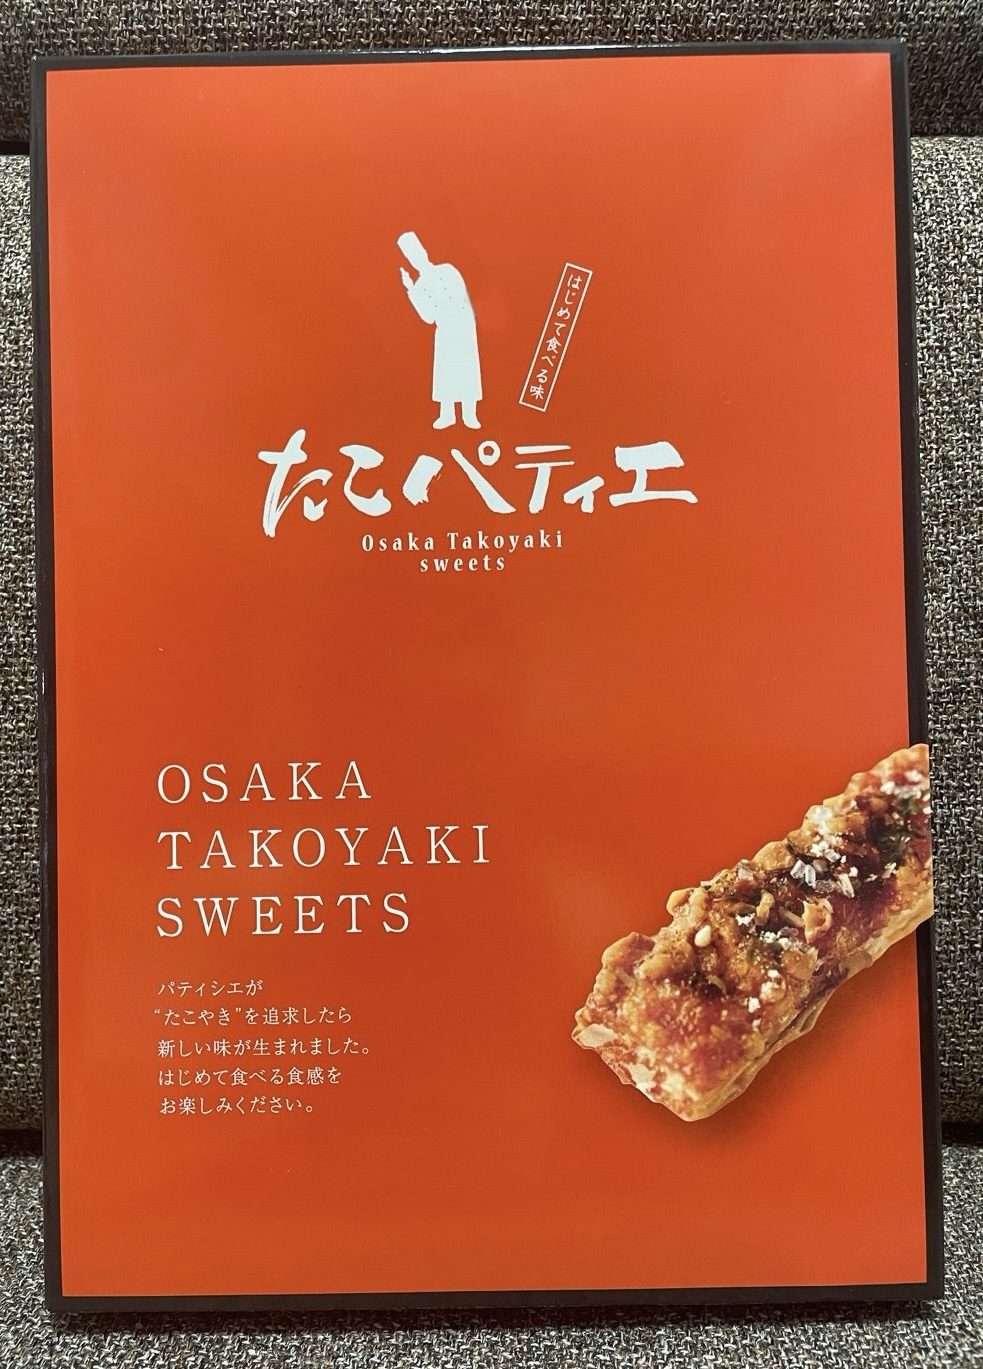 はじめて食べる味
たこパティエ
Osaka Takoyaki
sweets
OSAKA
TAKOYAKI
SWEETS
パティシエが
“たこやき”を追求したら
新しい味が生まれました。
はじめて食べる食感を
お楽しみください。